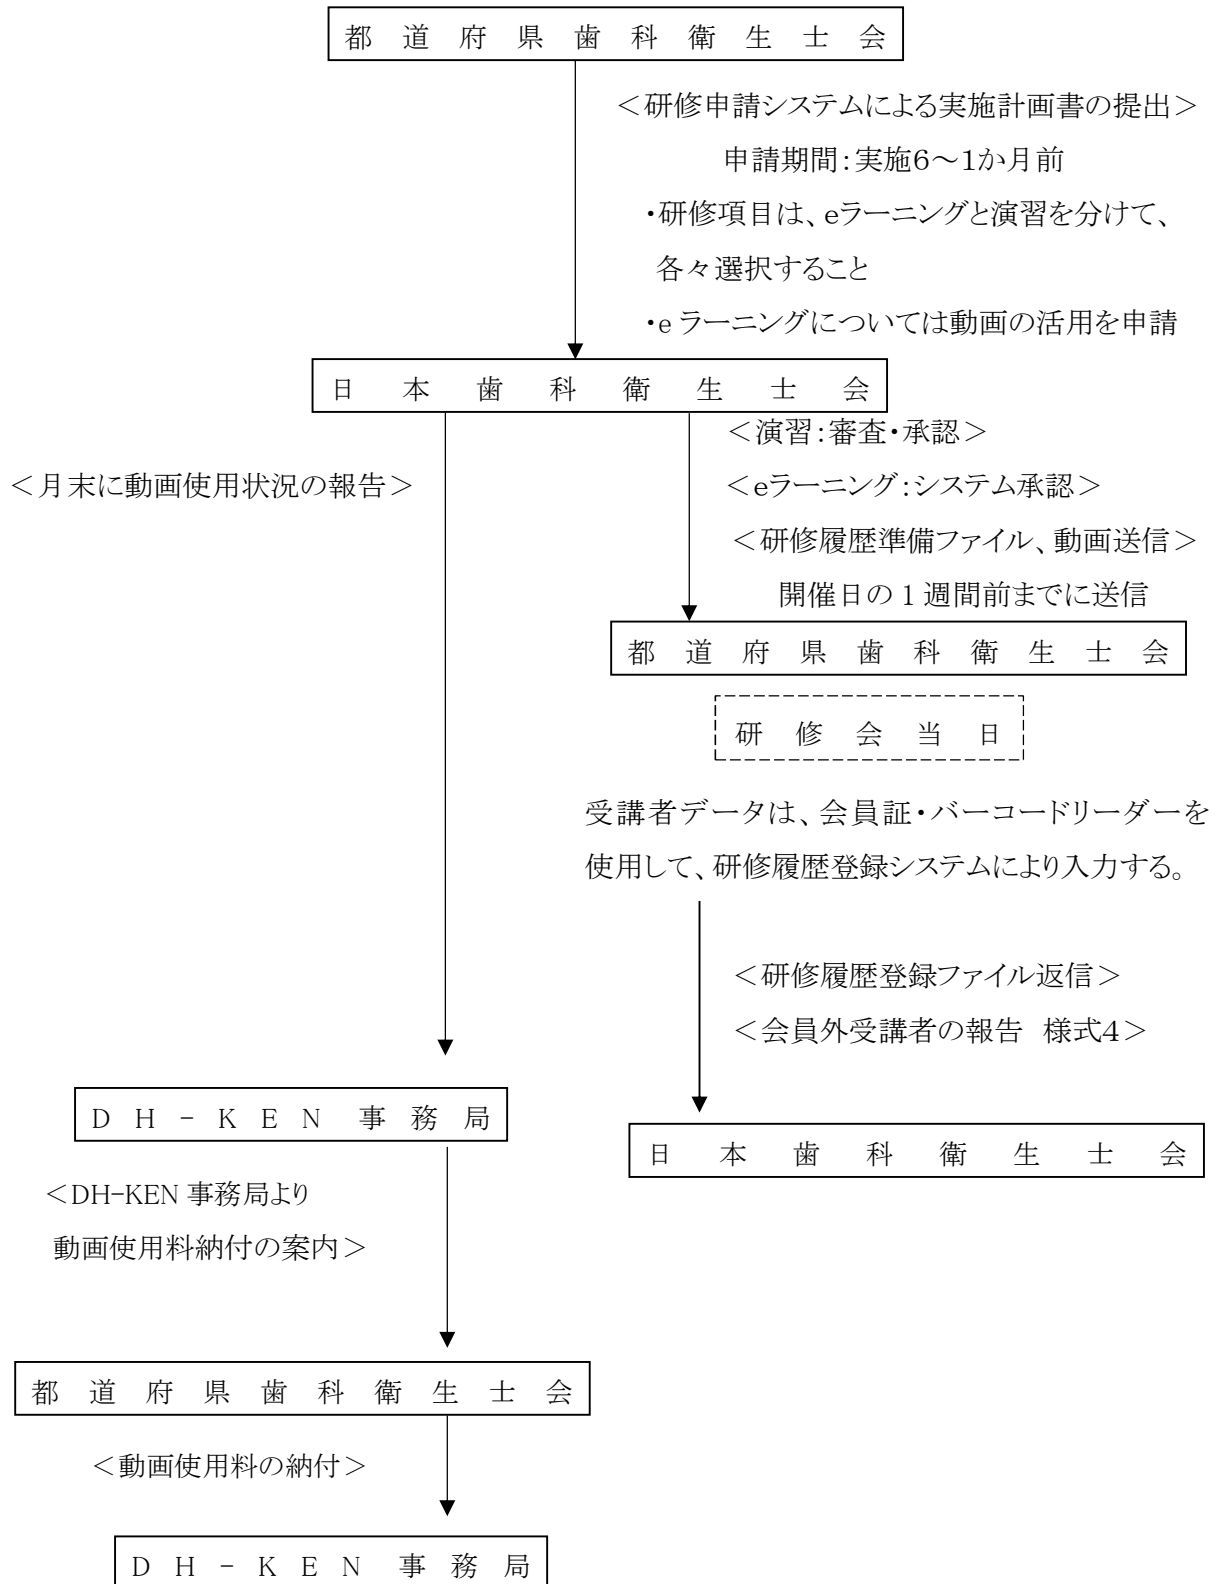 都道府県歯科衛生士会
＜研修申請システムによる実施計画書の提出＞
申請期間：実施６～１か月前
・研修項目は、eラーニングと演習を分けて、
各々選択すること
・e ラーニングについては動画の活用を申請
日本歯科衛生士会
＜演習：審査・承認＞
＜月末に動画使用状況の報告＞
＜eラーニング：システム承認＞
＜研修履歴準備ファイル、動画送信＞
開催日の 1 週間前までに送信
都道府県歯科衛生士会
研修会当日
受講者データは、会員証・バーコードリーダーを
使用して、研修履歴登録システムにより入力する。
＜研修履歴登録ファイル返信＞
＜会員外受講者の報告　様式４＞
DH-KEN事務局
日本歯科衛生士会
＜DH-KEN 事務局より
動画使用料納付の案内＞
都道府県歯科衛生士会
＜動画使用料の納付＞
DH-KEN事務局